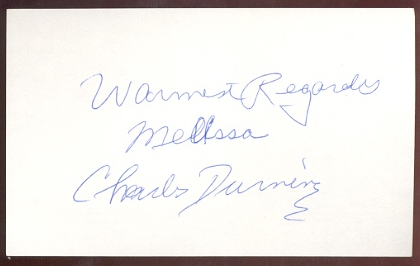 Warmest Regards
Melissa
Charles Durning